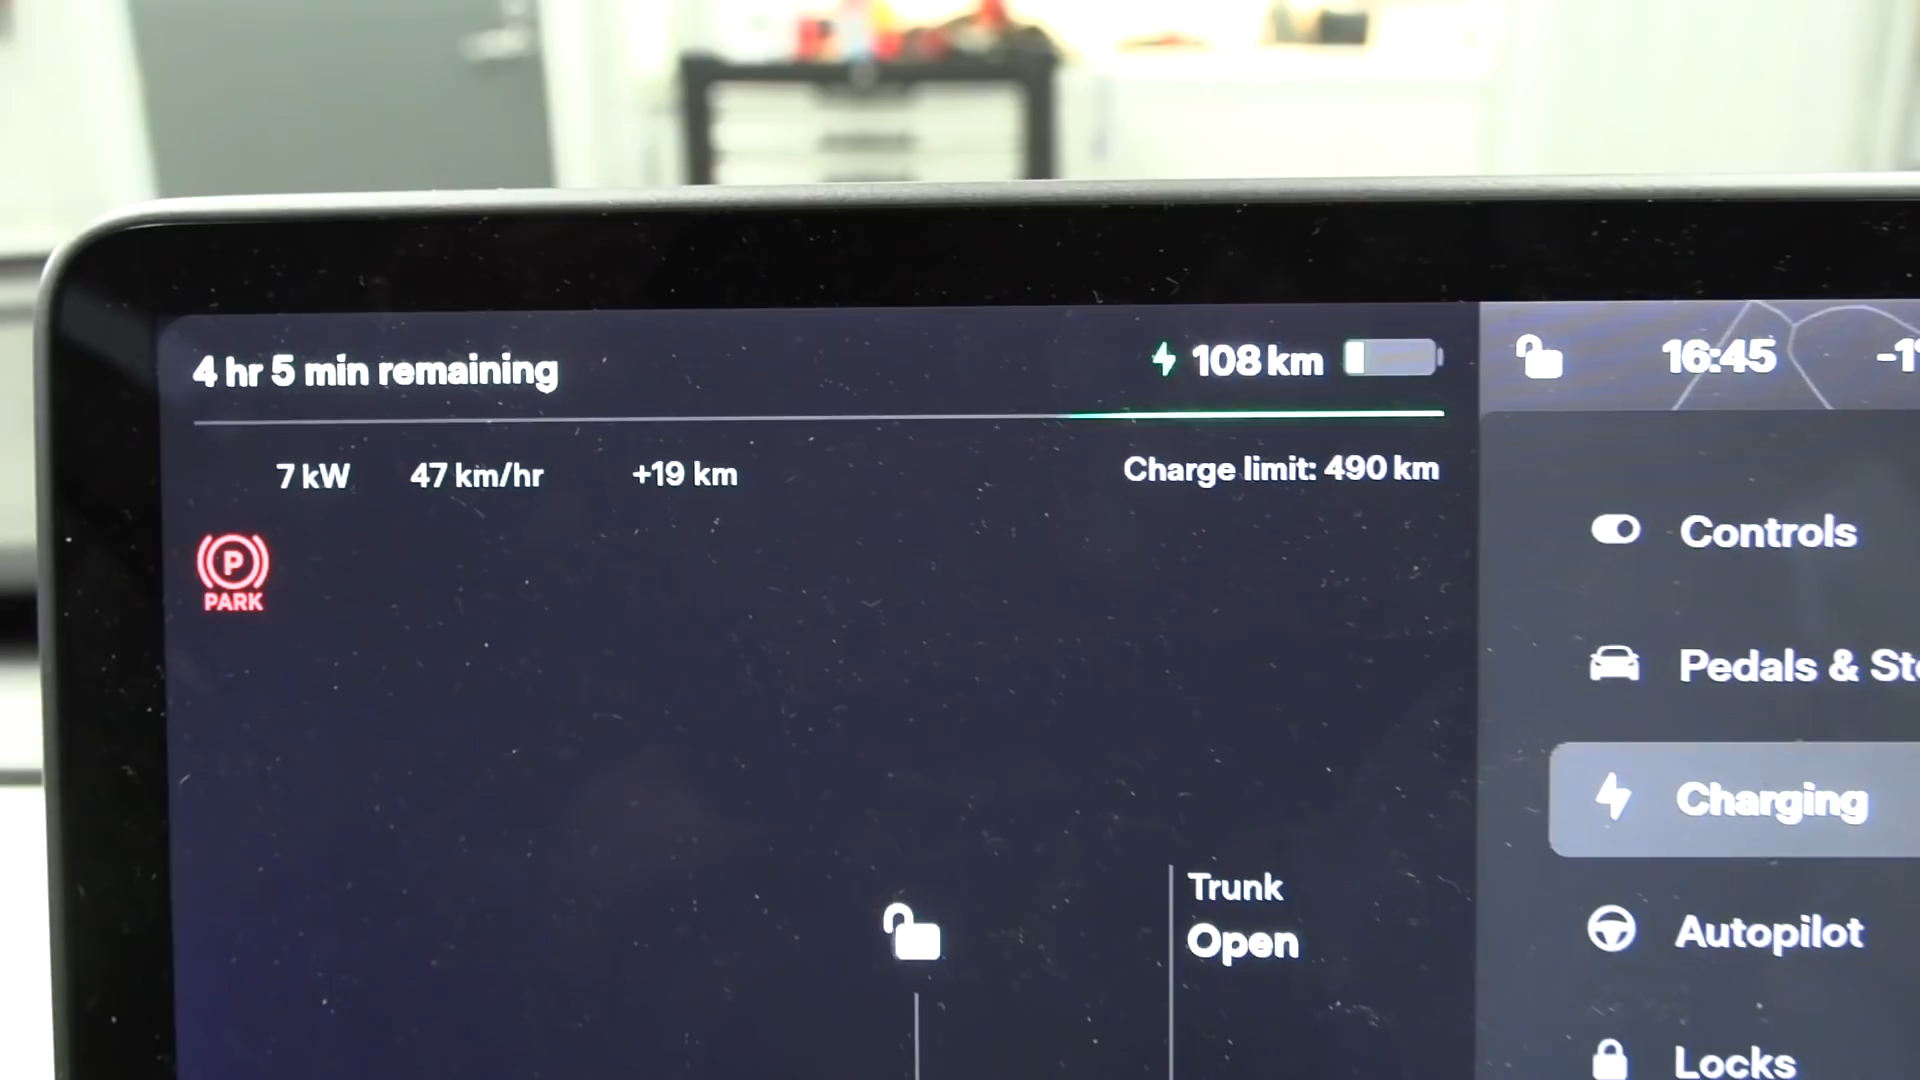 4 hr 5 min remaining
108 km
16:45
7 kW 47 km/hr +19 km
Charge limit: 490 km
P
PARK
Controls
Pedals &
Charging
Trunk
Open
Autopilot
Locks